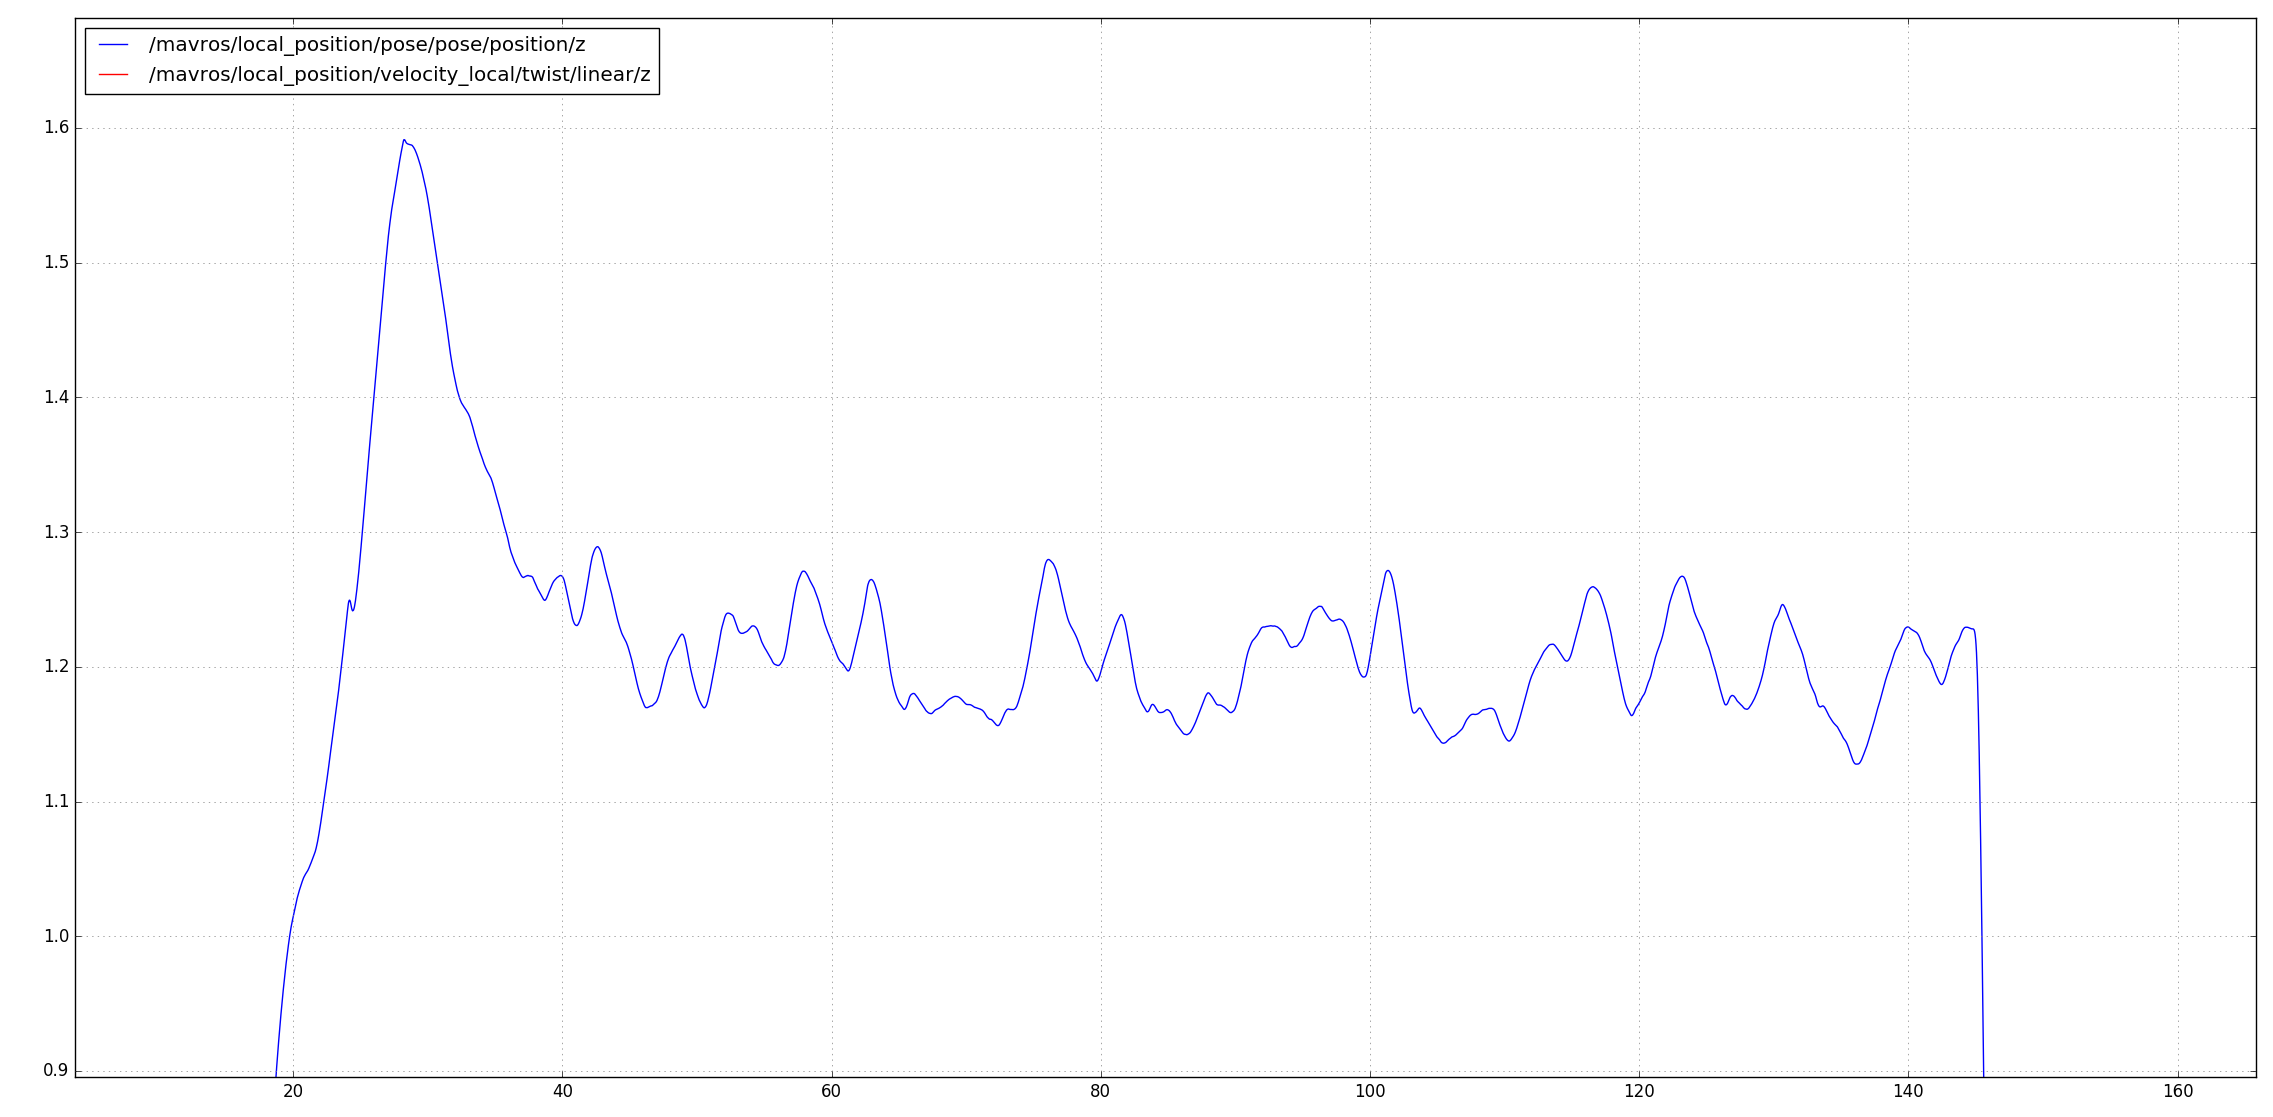 /mavros/local_position/pose/pose/position/z
/mavros/local_position/velocity_local/twist/linear/z
1.6
1.5
1.4
1.3
1.2
1.1
1.0
0.9
20 40 60 80 100 120 140 160